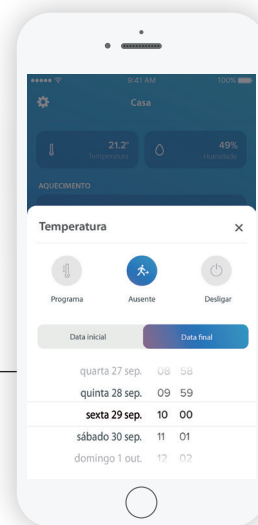 9:41 AM 100%
Casa
21.2° 49%
Temperatura Humidade
AQUECIMENTO
Temperatura ×
Programa Ausente Desligar
Data inicial Data final
quarta 27 sep. 08 58
quinta 28 sep. 09 59
sexta 29 sep. 10 00
sábado 30 sep. 11 01
domingo 1 out. 12 02